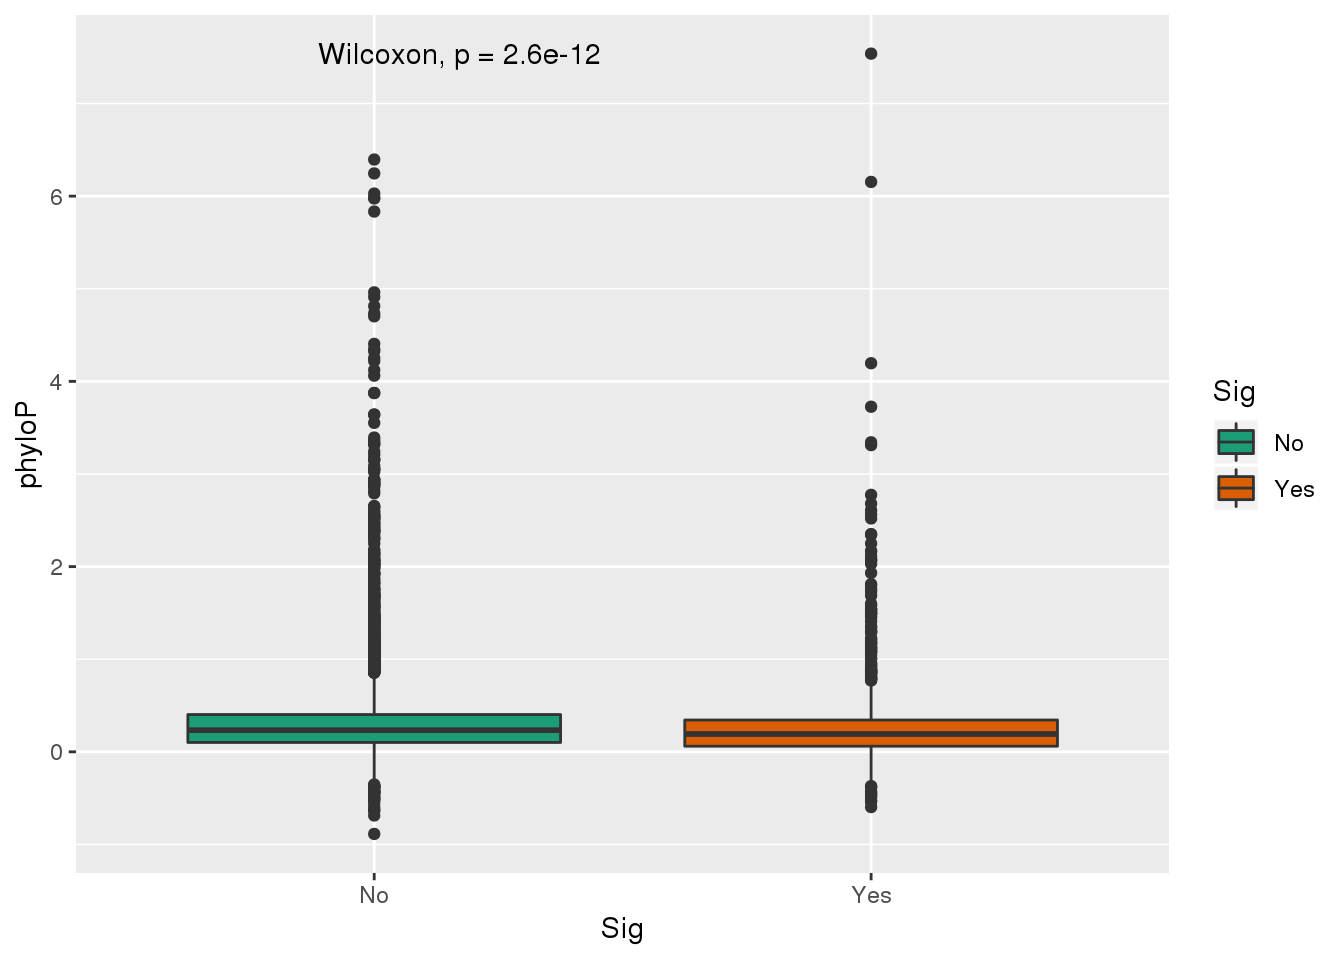 Wilcoxon, p = 2.6e-12
6
4
2
0
phyloP
No
Yes
Sig
Sig
No
Yes